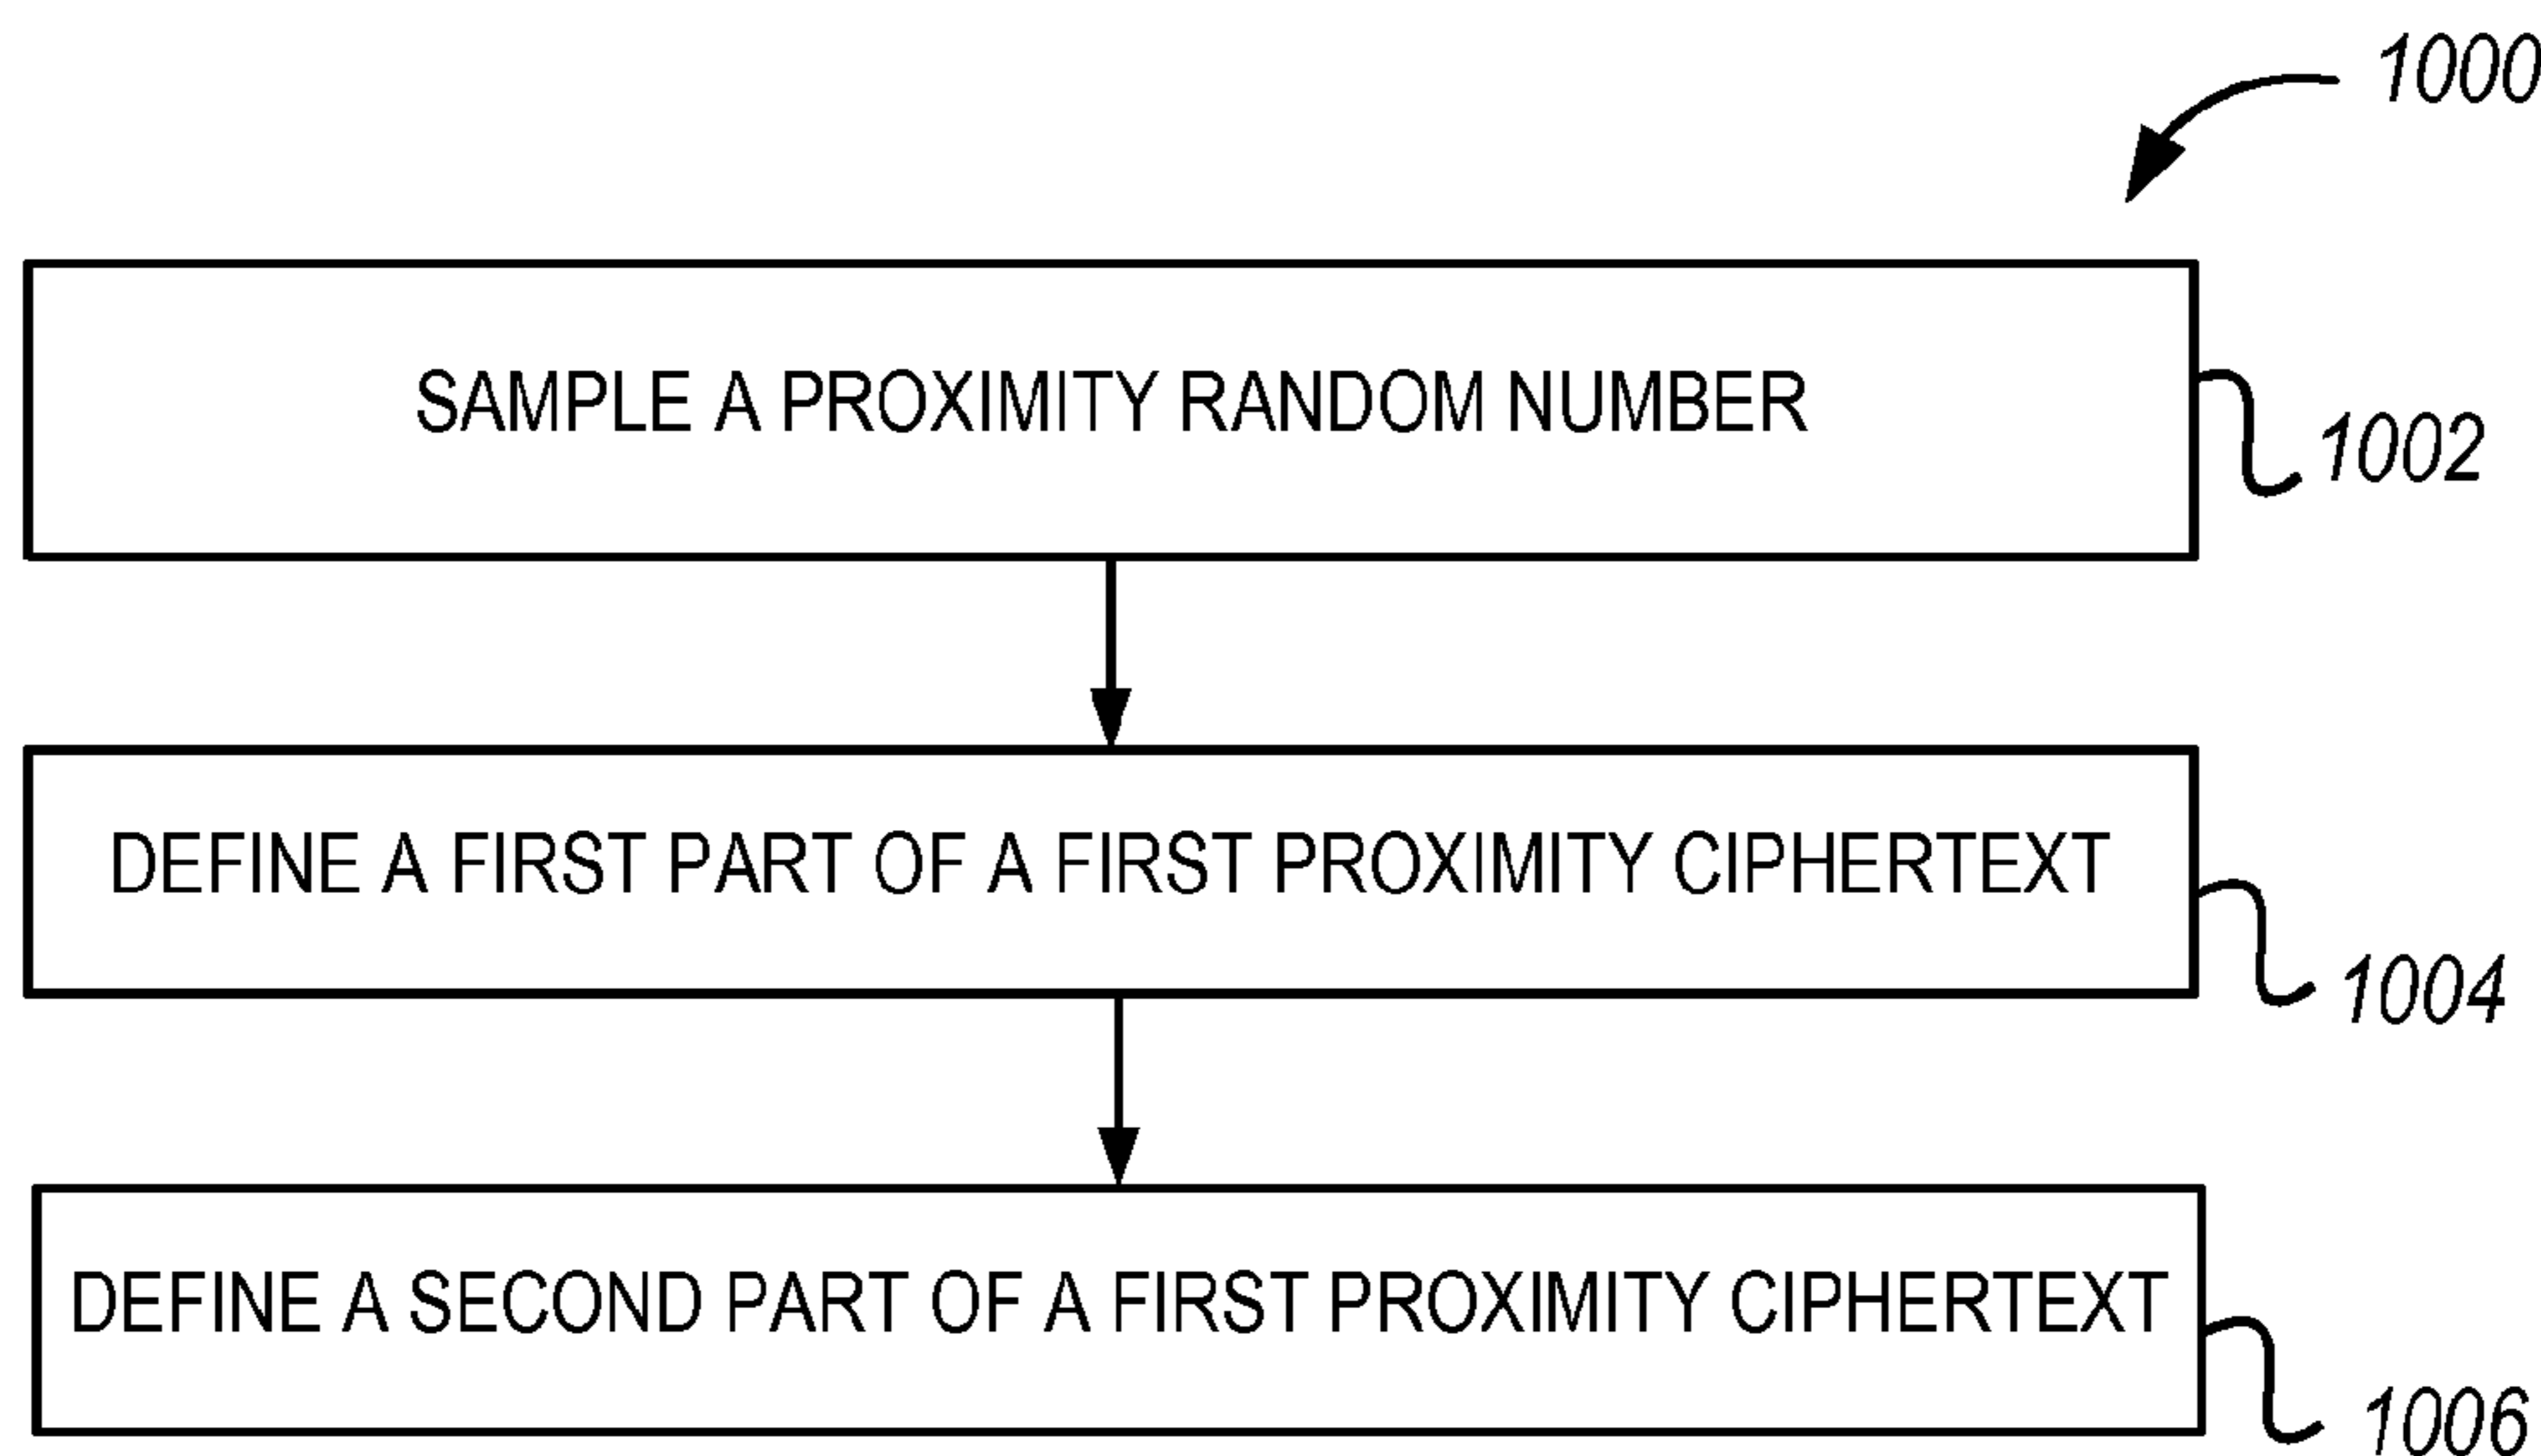 1000
SAMPLE A PROXIMITY RANDOM NUMBER
1002
DEFINE A FIRST PART OF A FIRST PROXIMITY CIPHERTEXT
1004
DEFINE A SECOND PART OF A FIRST PROXIMITY CIPHERTEXT
1006